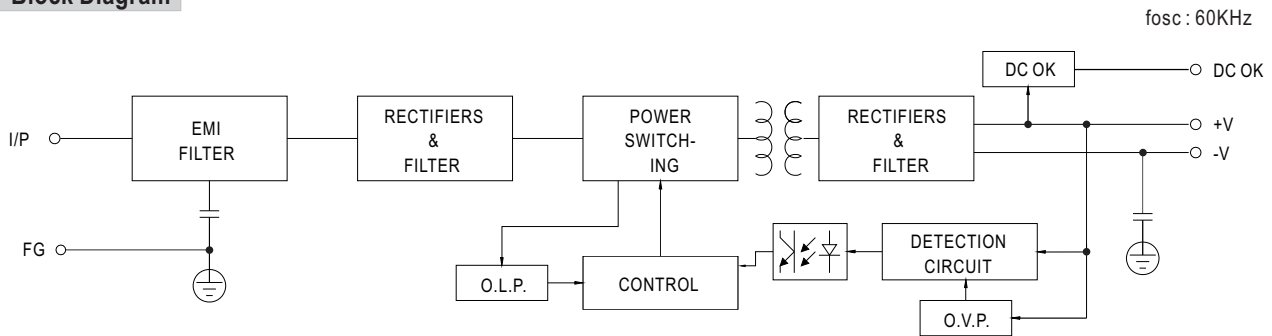 Block Diagram
fosc : 60KHz
DC OK
DC OK
I/P
EMI
FILTER
RECTIFIERS
&
FILTER
POWER
SWITCH-
ING
RECTIFIERS
&
FILTER
+V
-V
FG
O.L.P.
CONTROL
DETECTION
CIRCUIT
O.V.P.